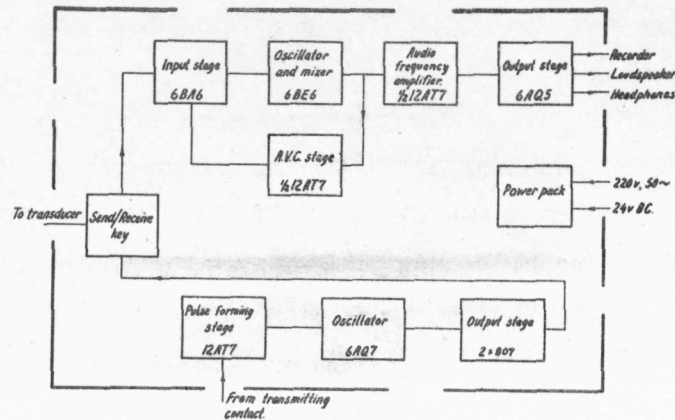 Input stage
6BA6
Oscillator
and mixer
6BE6
Audio
frequency
amplifier.
½12AT7
Output stage
6AQ5
Recorder
Loudspeaker
Headphones
A.V.C. stage
½12AT7
Power pack
220v, 50~
24v DC.
To transducer
Send/Receive
key
Pulse forming
stage
12AT7
Oscillator
6AQ7
Output stage
2×807
From transmitting
contact.